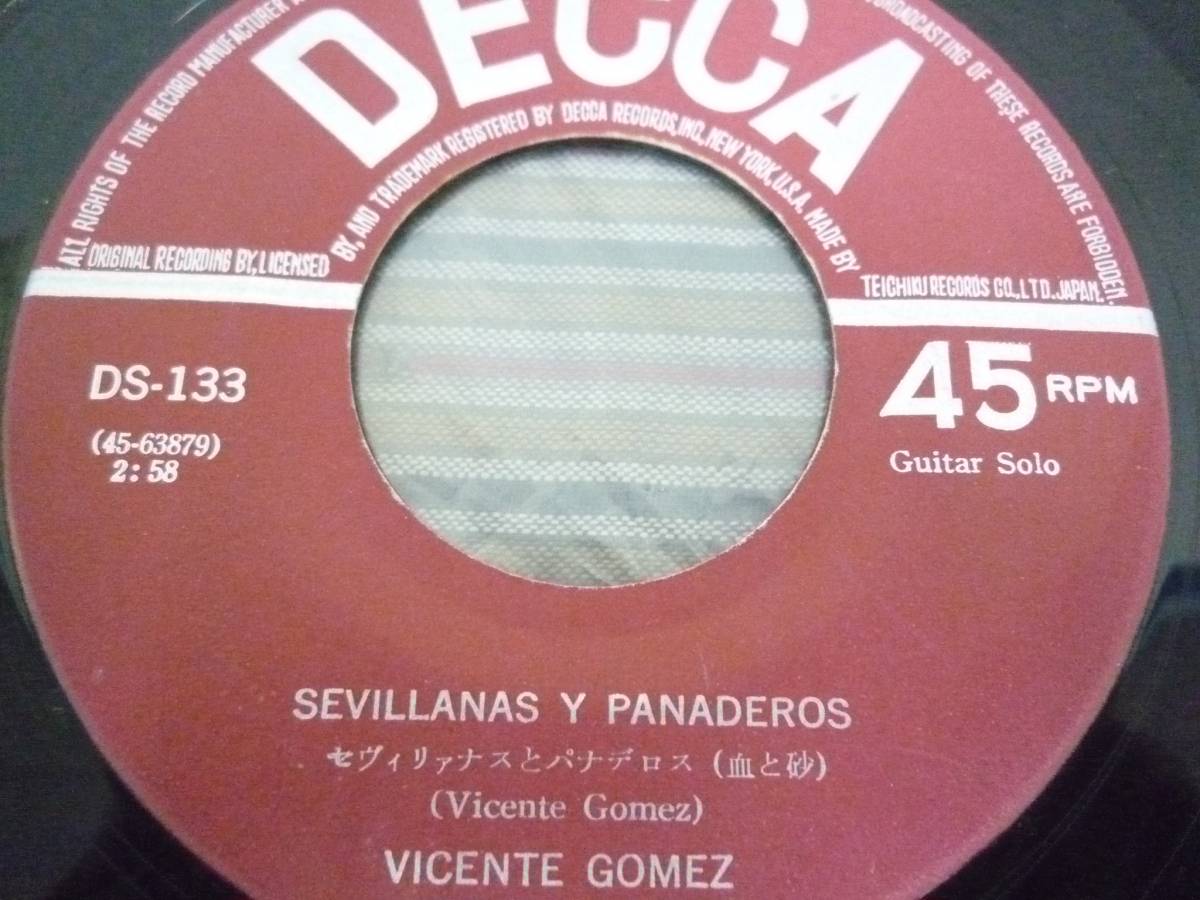 DECCA
ALL RIGHTS OF THE RECORD MANUFACTURER
BROADCASTING OF THESE RECORDS ARE FORBIDDEN.
ORIGINAL RECORDING BY, LICENSED BY, AND TRADEMARK REGISTERED BY DECCA RECORDS, INC., NEW YORK, U.S.A. MADE BY TEICHIKU RECORDS CO., LTD. JAPAN.
DS-133
(45-63879)
2:58
45 RPM
Guitar Solo
SEVILLANAS Y PANADEROS
セヴィリァナスとパナデロス (血と砂)
(Vicente Gomez)
VICENTE GOMEZ